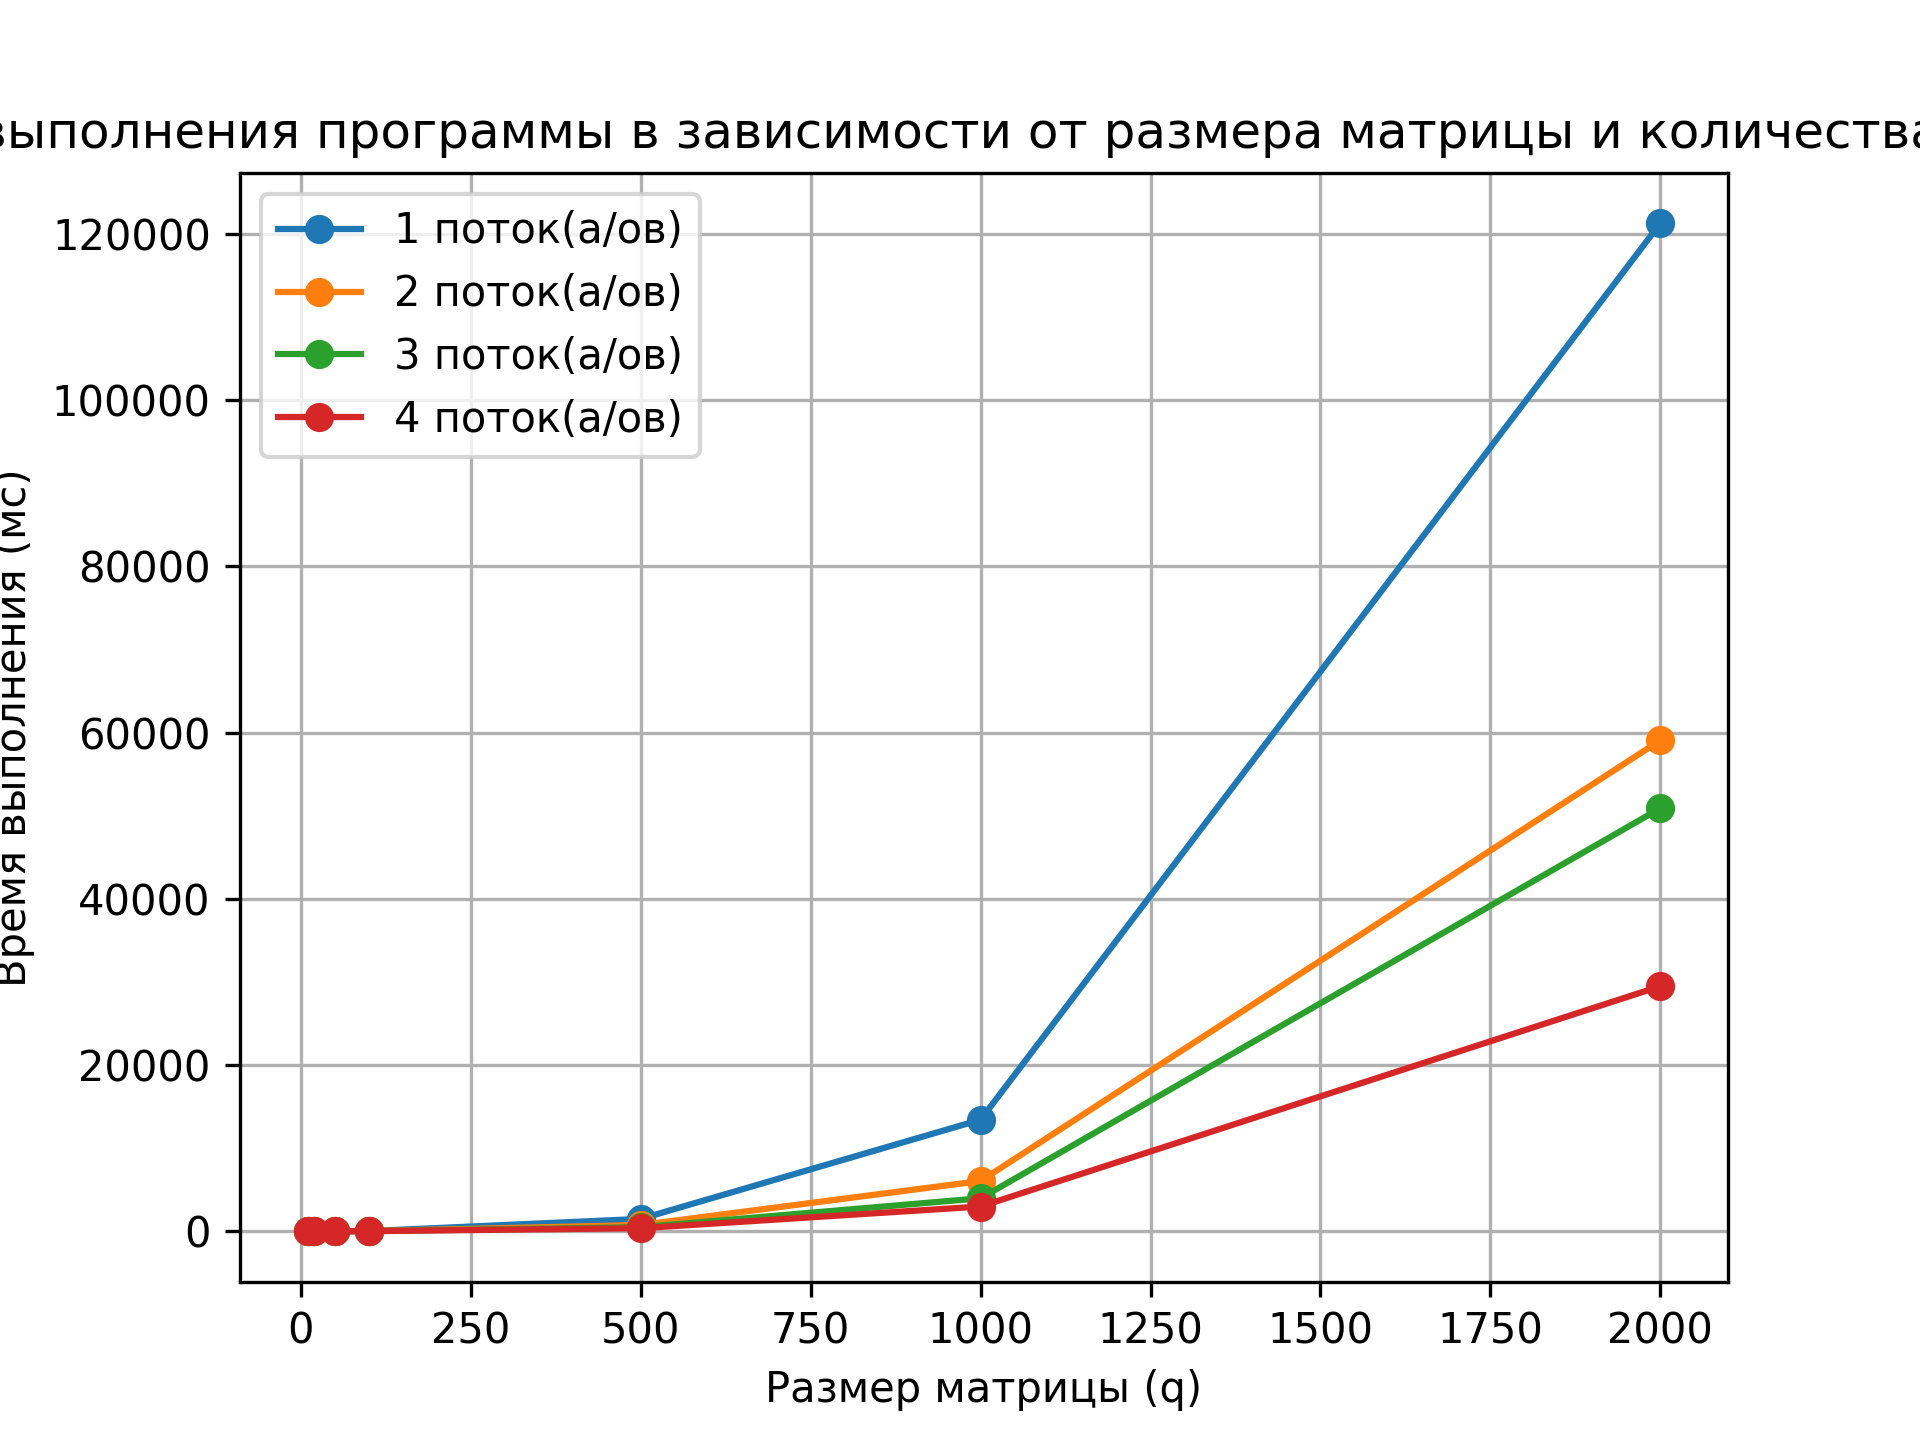 выполнения программы в зависимости от размера матрицы и количества
1 поток(а/ов)
2 поток(а/ов)
3 поток(а/ов)
4 поток(а/ов)
120000
100000
80000
60000
40000
20000
0
Время выполнения (мс)
0 250 500 750 1000 1250 1500 1750 2000
Размер матрицы (q)